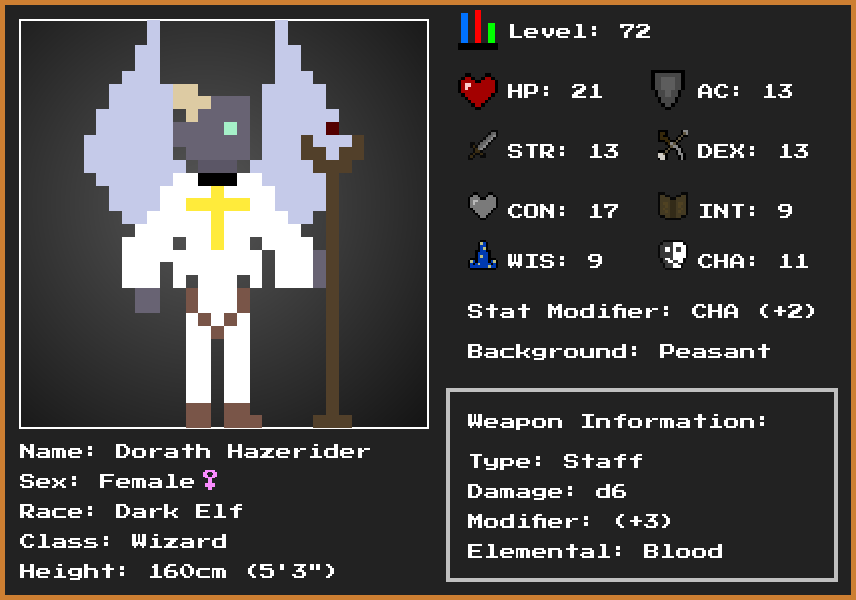 Level: 72
HP: 21
AC: 13
STR: 13
DEX: 13
CON: 17
INT: 9
WIS: 9
CHA: 11
Stat Modifier: CHA (+2)
Background: Peasant
Weapon Information:
Type: Staff
Damage: d6
Modifier: (+3)
Elemental: Blood
Name: Dorath Hazerider
Sex: Female♀
Race: Dark Elf
Class: Wizard
Height: 160cm (5'3")